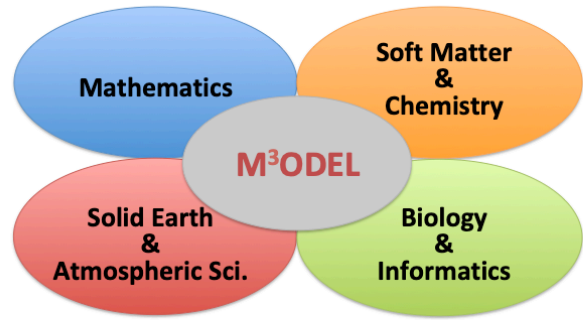 Mathematics
Soft Matter
&
Chemistry
M³ODEL
Solid Earth
&
Atmospheric Sci.
Biology
&
Informatics